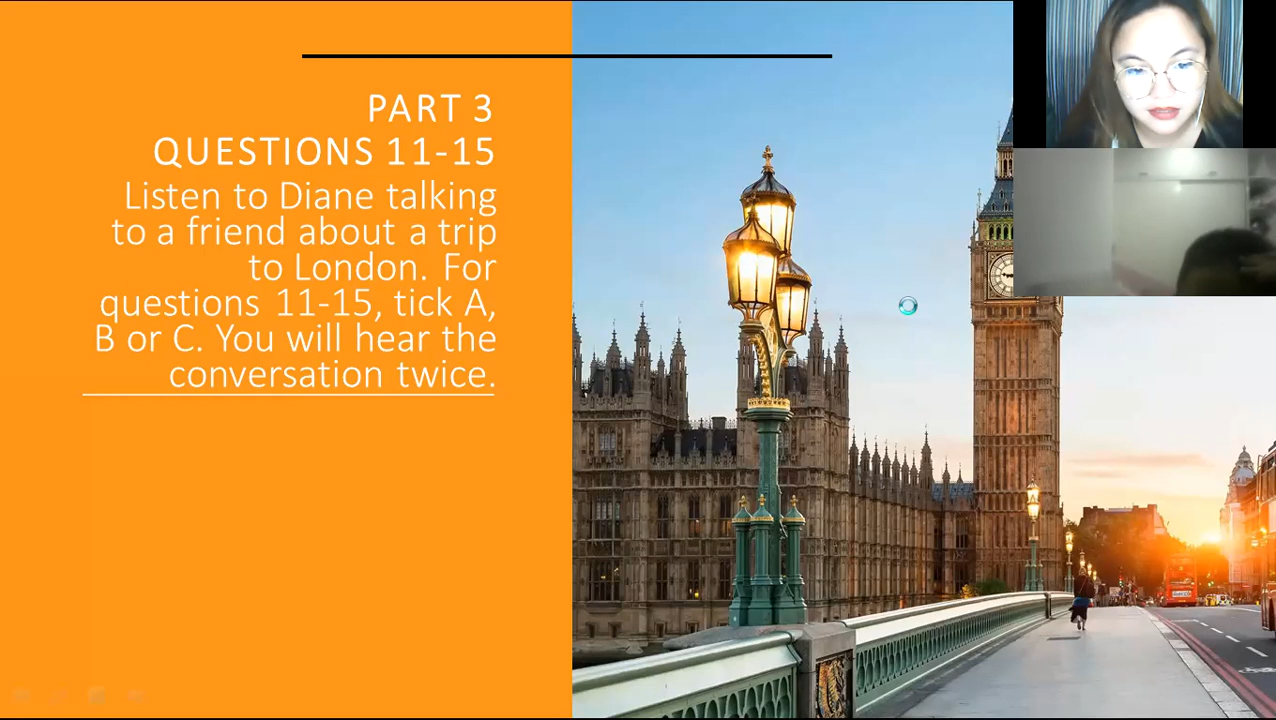 PART 3
QUESTIONS 11-15
Listen to Diane talking
to a friend about a trip
to London. For
questions 11-15, tick A,
B or C. You will hear the
conversation twice.